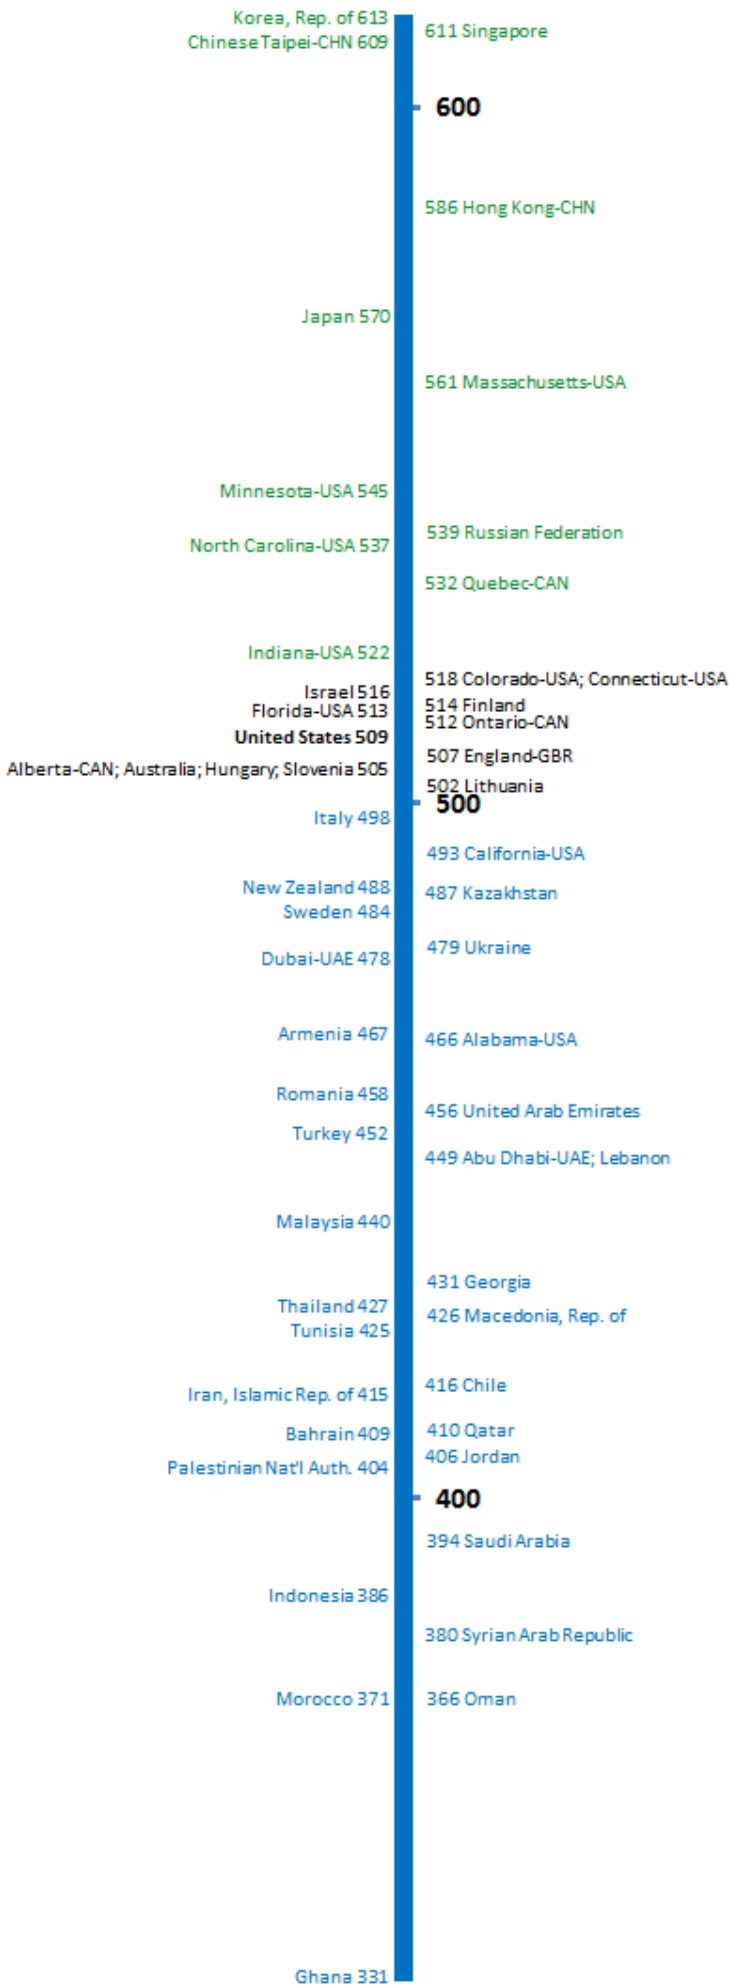 Korea, Rep. of 613
611 Singapore
Chinese Taipei-CHN 609
600
586 Hong Kong-CHN
Japan 570
561 Massachusetts-USA
Minnesota-USA 545
539 Russian Federation
North Carolina-USA 537
532 Quebec-CAN
Indiana-USA 522
518 Colorado-USA; Connecticut-USA
Israel 516
514 Finland
Florida-USA 513
512 Ontario-CAN
United States 509
507 England-GBR
Alberta-CAN; Australia; Hungary; Slovenia 505
502 Lithuania
500
Italy 498
493 California-USA
New Zealand 488
487 Kazakhstan
Sweden 484
479 Ukraine
Dubai-UAE 478
Armenia 467
466 Alabama-USA
Romania 458
456 United Arab Emirates
Turkey 452
449 Abu Dhabi-UAE; Lebanon
Malaysia 440
431 Georgia
Thailand 427
426 Macedonia, Rep. of
Tunisia 425
416 Chile
Iran, Islamic Rep. of 415
410 Qatar
Bahrain 409
406 Jordan
Palestinian Nat'l Auth. 404
400
394 Saudi Arabia
Indonesia 386
380 Syrian Arab Republic
Morocco 371
366 Oman
Ghana 331